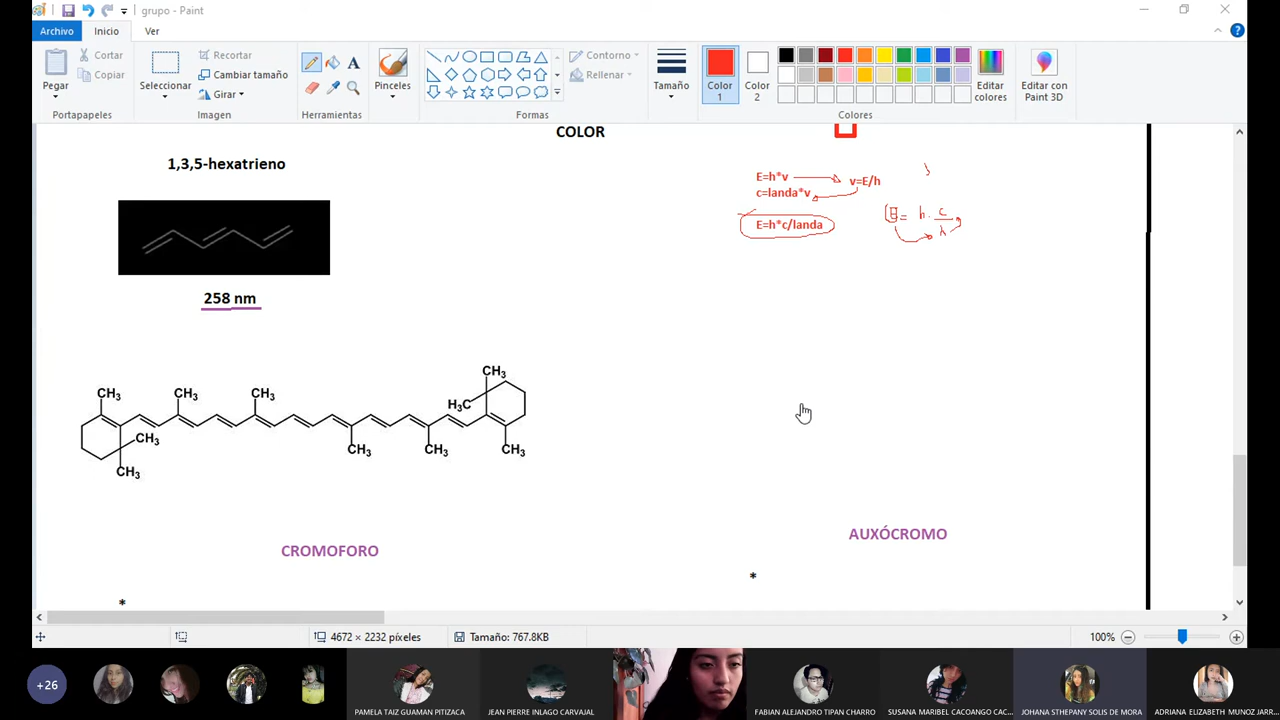 grupo - Paint
Archivo
Inicio
Ver
Pegar
Cortar
Copiar
Portapapeles
Seleccionar
Recortar
Cambiar tamaño
Girar
Imagen
A
Herramientas
Pinceles
Contorno
Rellenar
Formas
Tamaño
Color 1
Color 2
Editar colores
Colores
Editar con Paint 3D
COLOR
1,3,5-hexatrieno
258 nm
E=h*v
v=E/h
c=landa*v
E=h*c/landa
E = h . c
CH3
CH3
CH3
CH3
H3C
CH3
CH3
CH3
CH3
CH3
CROMOFORO
AUXÓCROMO
*
*
4672 × 2232 píxeles
Tamaño: 767.8KB
100%
+26
PAMELA TAIZ GUAMAN PITIZACA
JEAN PIERRE INLAGO CARVAJAL
FABIAN ALEJANDRO TIPAN CHARRO
SUSANA MARIBEL CACOANGO CAC...
JOHANA STHEPANY SOLIS DE MORA
ADRIANA ELIZABETH MUNOZ JARR...